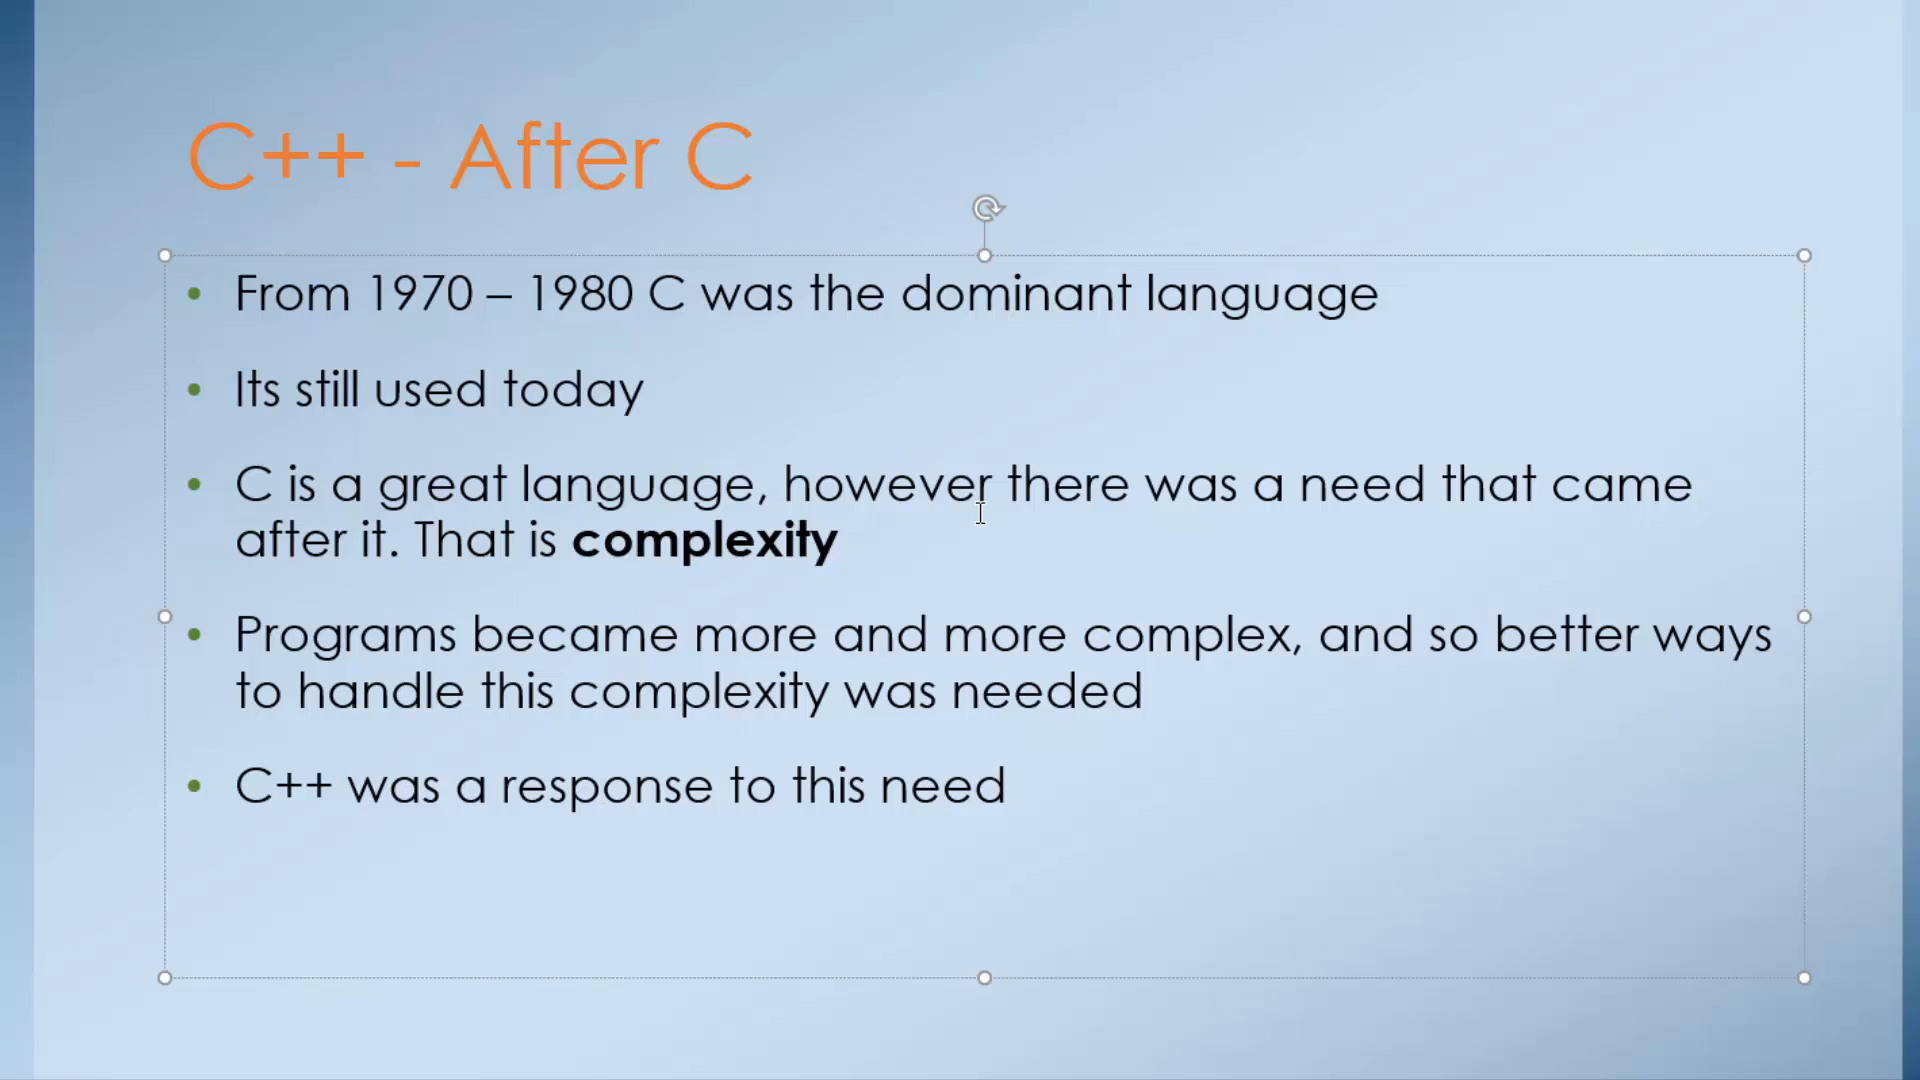 C++ - After C
• From 1970 – 1980 C was the dominant language
• Its still used today
• C is a great language, however there was a need that came
after it. That is complexity
• Programs became more and more complex, and so better ways
to handle this complexity was needed
• C++ was a response to this need